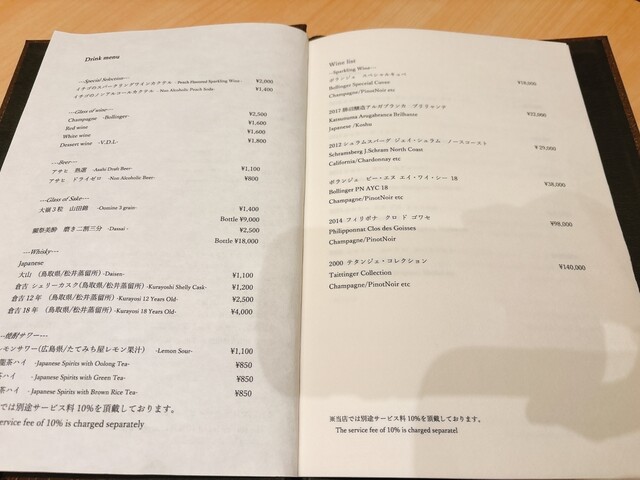 Drink menu
---Special Selection---
イチゴのスパークリングワインカクテル - Peach Flavored Sparkling Wine- ¥2,000
イチゴのノンアルコールカクテル - Non Alcoholic Peach Soda- ¥1,400
---Glass of wine---
Champagne -Bollinger- ¥2,500
Red wine ¥1,600
White wine ¥1,600
Dessert wine -V.D.L- ¥1,800
---Beer---
アサヒ 熟選 -Asahi Draft Beer- ¥1,100
アサヒ ドライゼロ -Non Alcoholic Beer- ¥800
---Glass of Sake---
大嶺3粒 山田錦 -Oomine 3 grain- ¥1,400
Bottle ¥9,000
獺祭美酔 磨き二割三分 -Dassai - ¥2,500
Bottle ¥18,000
---Whisky---
Japanese
大山 (鳥取県/松井蒸留所) -Daisen- ¥1,100
倉吉 シェリーカスク(鳥取県/松井蒸留所) -Kurayoshi Shelly Cask- ¥1,200
倉吉12年 (鳥取県/松井蒸留所) -Kurayosi 12 Years Old- ¥2,500
倉吉18年 (鳥取県/松井蒸留所) -Kurayosi 18 Years Old- ¥4,000
---焼酎サワー---
レモンサワー(広島県/たてみち屋レモン果汁) -Lemon Sour- ¥1,100
龍茶ハイ -Japanese Spirits with Oolong Tea- ¥850
茶ハイ - Japanese Spirits with Green Tea- ¥850
茶ハイ -Japanese Spirits with Brown Rice Tea- ¥850
では別途サービス料10%を頂戴しております。
service fee of 10% is charged separately
Wine list
---Sparkling Wine---
ボランジェ スペシャルキュベ
Bollinger Special Cuvee ¥18,000
Champagne/PinotNoir etc
2017 勝沼醸造アルガブランカ ブリリャンテ
Katsunuma Arugabranca Brilhante ¥22,000
Japanese /Koshu
2012 シュラムスバーグ ジェイ・シュラム ノースコースト
Schramsberg J.Schram North Coast ¥29,000
California/Chardonnay etc
ボランジェ ピー・エヌ エイ・ワイ・シー 18
Bollinger PN AYC 18 ¥38,000
Champagne/PinotNoir etc
2014 フィリポナ クロ ド ゴワセ
Philipponnat Clos des Goisses ¥98,000
Champagne/PinotNoir
2000 テタンジェ・コレクション
Taittinger Collection ¥140,000
Champagne/PinotNoir etc
※当店では別途サービス料10%を頂戴しております。
The service fee of 10% is charged separatel